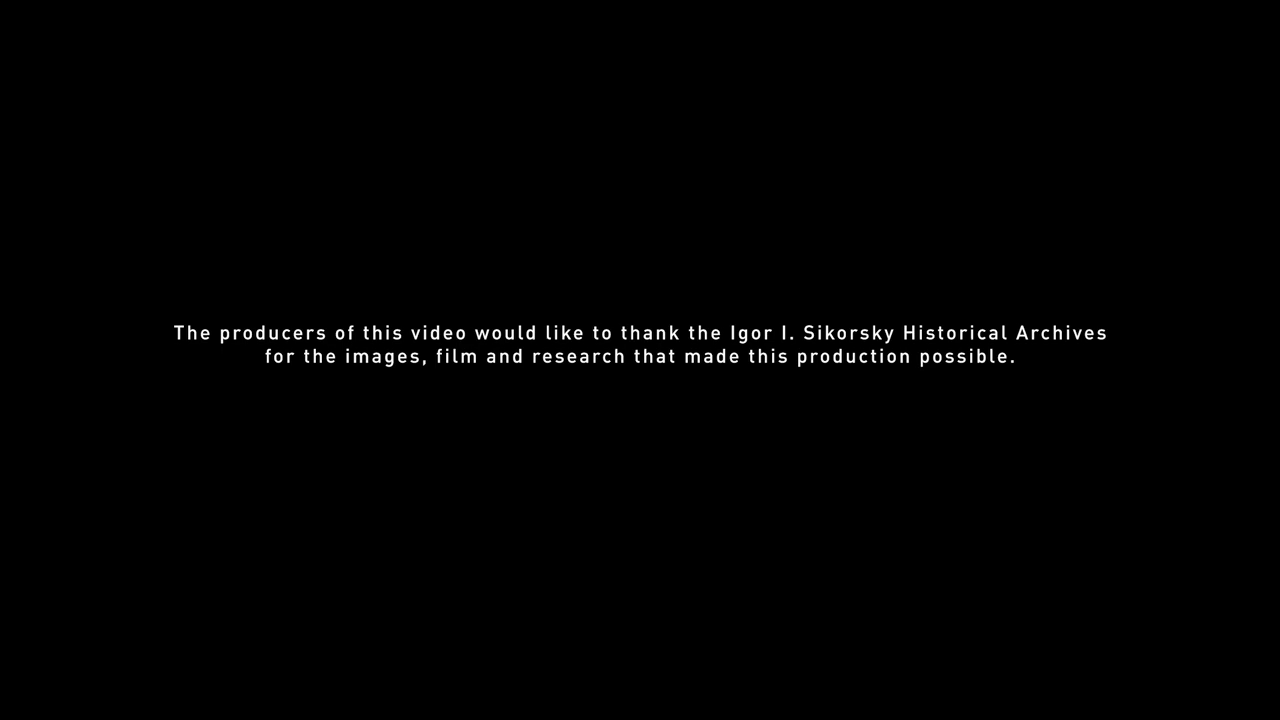 The producers of this video would like to thank the Igor I. Sikorsky Historical Archives
for the images, film and research that made this production possible.